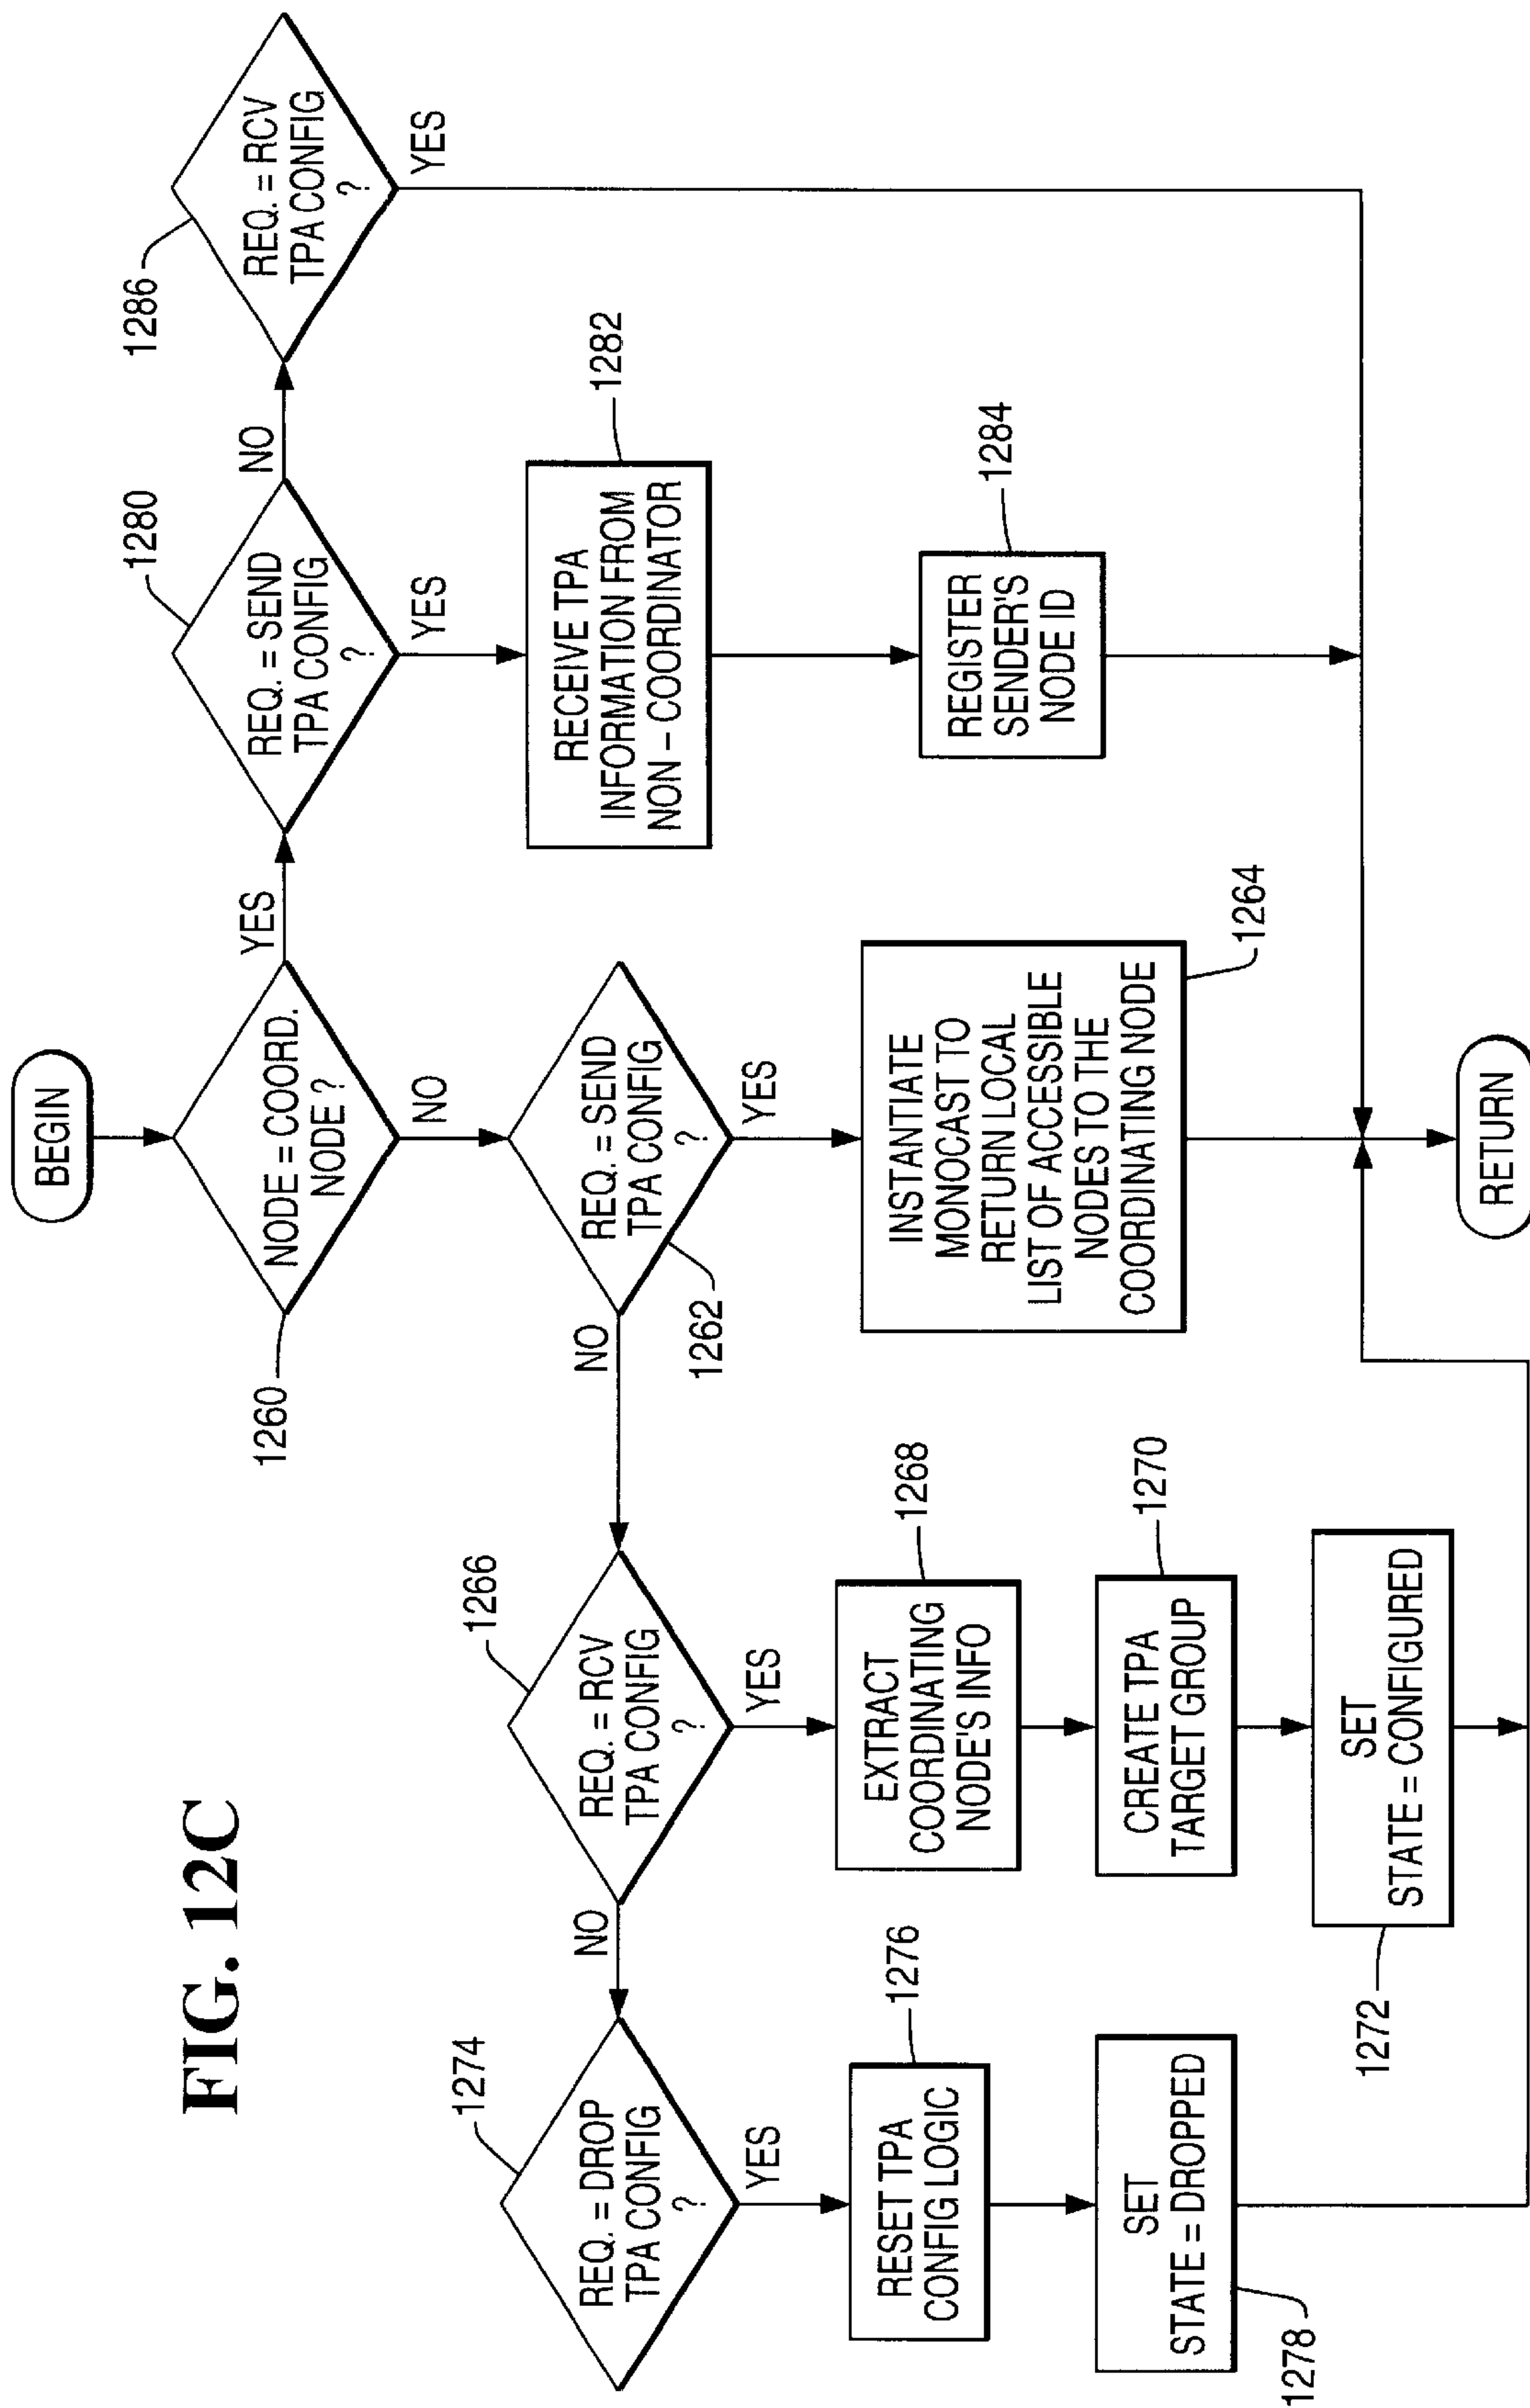 FIG. 12C
BEGIN
NODE = COORD.
NODE ?
1260
YES
NO
REQ. = SEND
TPA CONFIG
?
1280
NO
YES
REQ. = RCV
TPA CONFIG
?
1286
YES
RECEIVE TPA
INFORMATION FROM
NON – COORDINATOR
1282
REGISTER
SENDER'S
NODE ID
1284
REQ. = SEND
TPA CONFIG
?
1262
NO
YES
INSTANTIATE
MONOCAST TO
RETURN LOCAL
LIST OF ACCESSIBLE
NODES TO THE
COORDINATING NODE
1264
REQ. = RCV
TPA CONFIG
?
1266
NO
YES
EXTRACT
COORDINATING
NODE'S INFO
1268
CREATE TPA
TARGET GROUP
1270
SET
STATE = CONFIGURED
1272
REQ. = DROP
TPA CONFIG
?
1274
YES
RESET TPA
CONFIG LOGIC
1276
SET
STATE = DROPPED
1278
RETURN